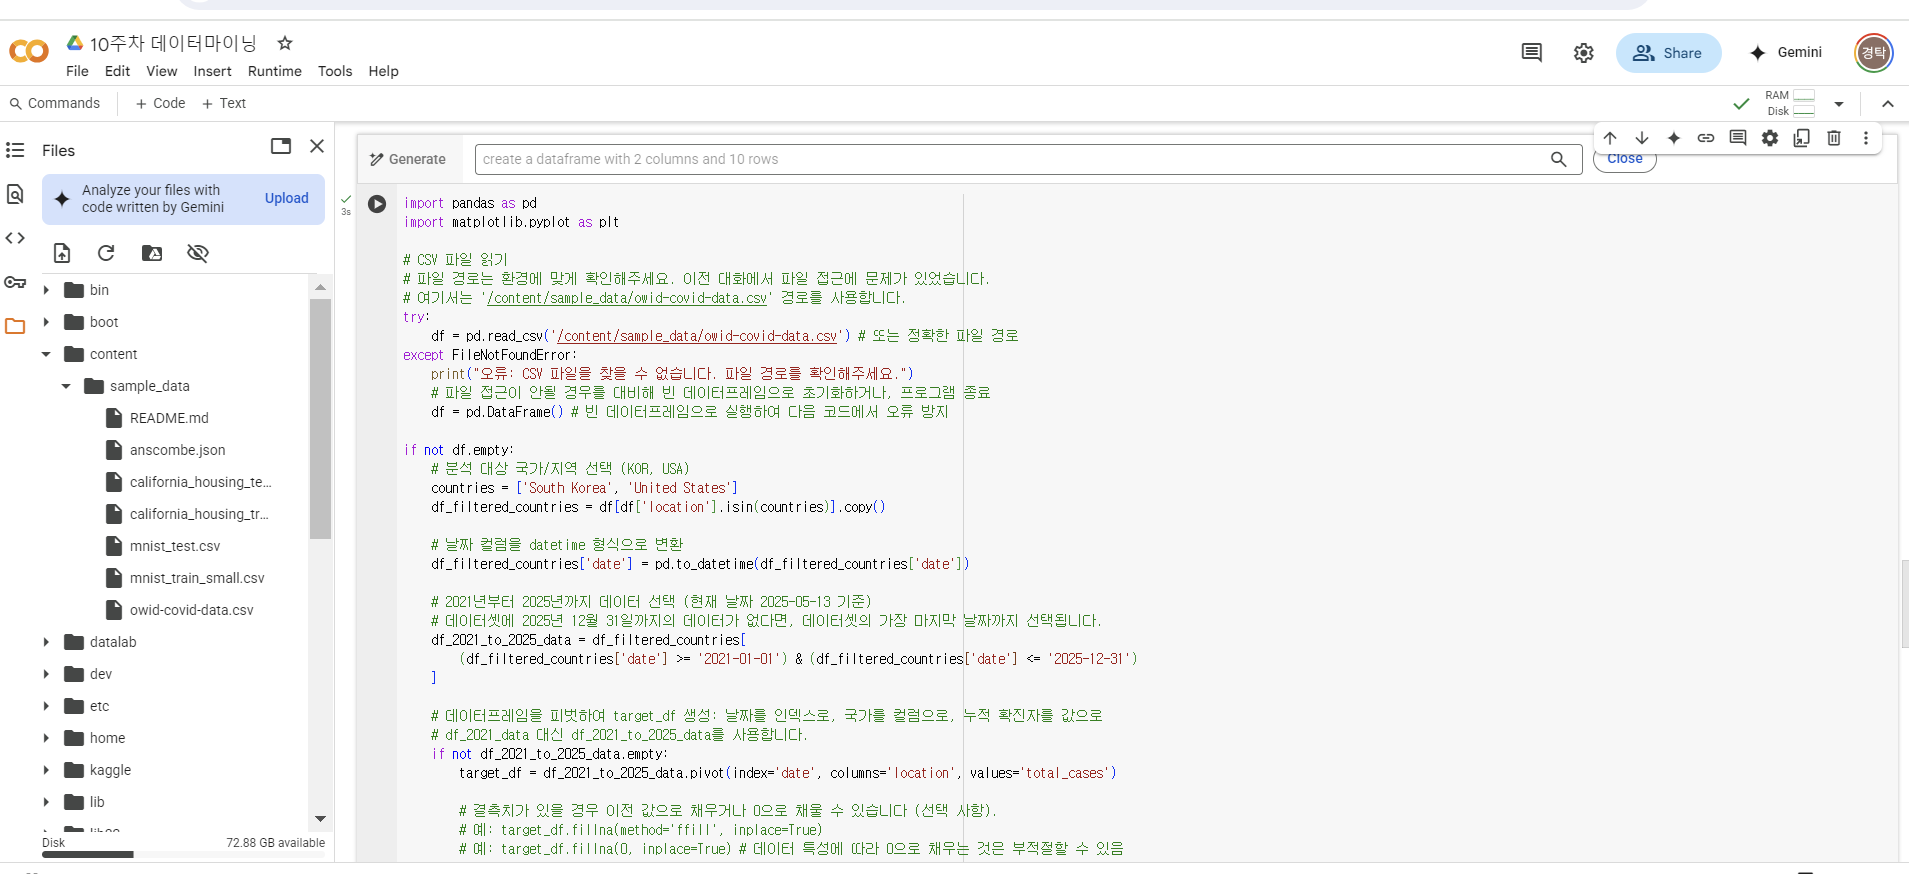 10주차 데이터마이닝
File Edit View Insert Runtime Tools Help
Share
Gemini
경탁
Commands
+ Code + Text
RAM
Disk
Files
Analyze your files with
code written by Gemini
Upload
bin
boot
content
sample_data
README.md
anscombe.json
california_housing_te...
california_housing_tr...
mnist_test.csv
mnist_train_small.csv
owid-covid-data.csv
datalab
dev
etc
home
kaggle
lib
Disk
72.88 GB available
Generate
create a dataframe with 2 columns and 10 rows
Close
3s
import pandas as pd
import matplotlib.pyplot as plt
# CSV 파일 읽기
# 파일 경로는 환경에 맞게 확인해주세요. 이전 대화에서 파일 접근에 문제가 있었습니다.
# 여기서는 '/content/sample_data/owid-covid-data.csv' 경로를 사용합니다.
try:
    df = pd.read_csv('/content/sample_data/owid-covid-data.csv') # 또는 정확한 파일 경로
except FileNotFoundError:
    print("오류: CSV 파일을 찾을 수 없습니다. 파일 경로를 확인해주세요.")
    # 파일 접근이 안될 경우를 대비해 빈 데이터프레임으로 초기화하거나, 프로그램 종료
    df = pd.DataFrame() # 빈 데이터프레임으로 실행하여 다음 코드에서 오류 방지
if not df.empty:
    # 분석 대상 국가/지역 선택 (KOR, USA)
    countries = ['South Korea', 'United States']
    df_filtered_countries = df[df['location'].isin(countries)].copy()
    # 날짜 컬럼을 datetime 형식으로 변환
    df_filtered_countries['date'] = pd.to_datetime(df_filtered_countries['date'])
    # 2021년부터 2025년까지 데이터 선택 (현재 날짜 2025-05-13 기준)
    # 데이터셋에 2025년 12월 31일까지의 데이터가 없다면, 데이터셋의 가장 마지막 날짜까지 선택됩니다.
    df_2021_to_2025_data = df_filtered_countries[
        (df_filtered_countries['date'] >= '2021-01-01') & (df_filtered_countries['date'] <= '2025-12-31')
    ]
    # 데이터프레임을 피벗하여 target_df 생성: 날짜를 인덱스로, 국가를 컬럼으로, 누적 확진자를 값으로
    # df_2021_data 대신 df_2021_to_2025_data를 사용합니다.
    if not df_2021_to_2025_data.empty:
        target_df = df_2021_to_2025_data.pivot(index='date', columns='location', values='total_cases')
        # 결측치가 있을 경우 이전 값으로 채우거나 0으로 채울 수 있습니다 (선택 사항).
        # 예: target_df.fillna(method='ffill', inplace=True)
        # 예: target_df.fillna(0, inplace=True) # 데이터 특성에 따라 0으로 채우는 것은 부적절할 수 있음